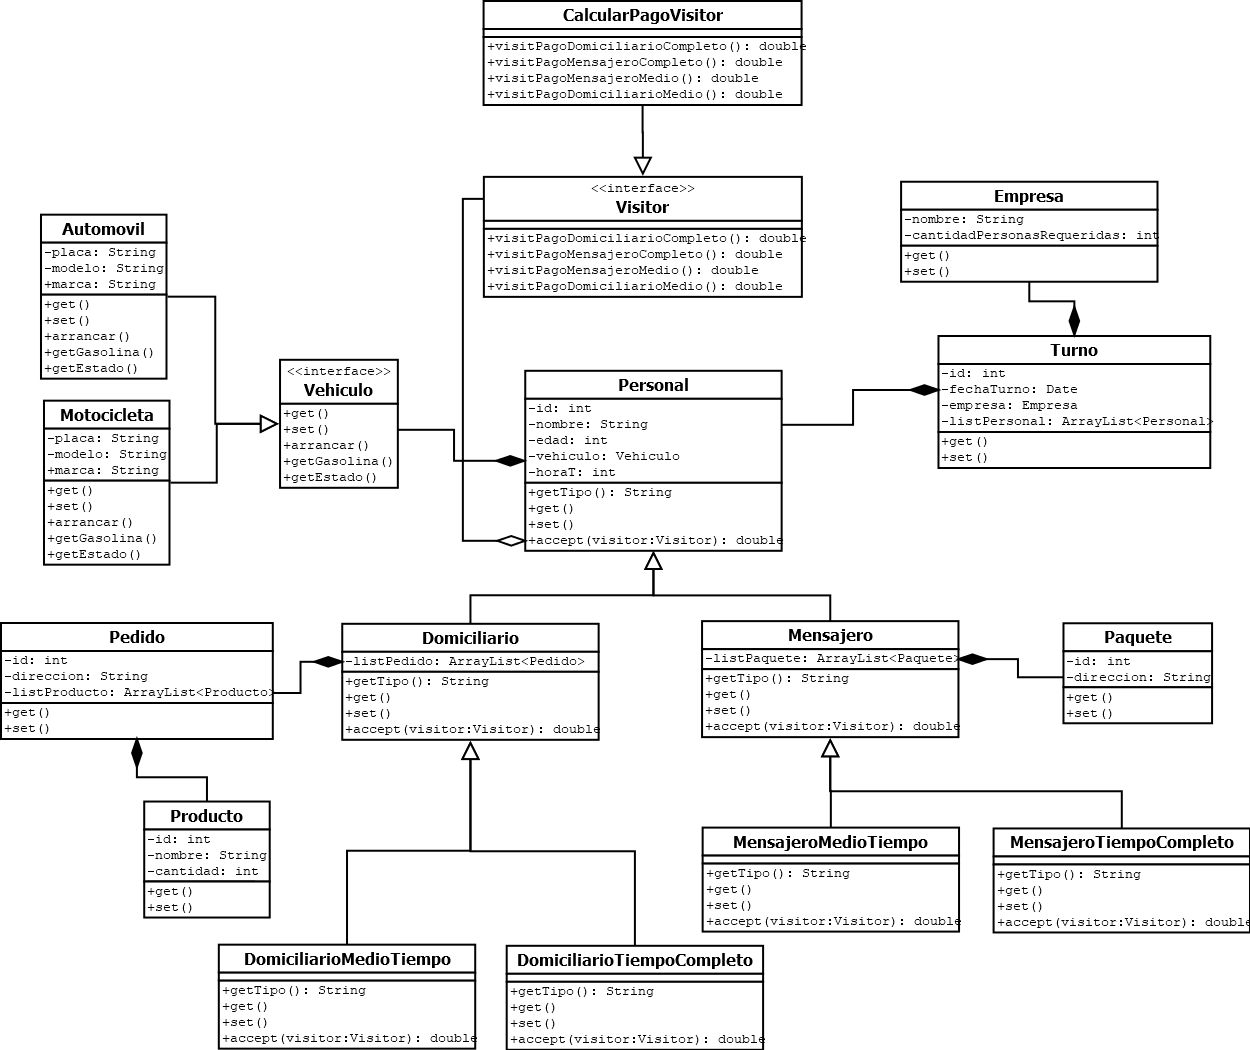 CalcularPagoVisitor
+visitPagoDomiciliarioCompleto(): double
+visitPagoMensajeroCompleto(): double
+visitPagoMensajeroMedio(): double
+visitPagoDomiciliarioMedio(): double
<<interface>>
Visitor
+visitPagoDomiciliarioCompleto(): double
+visitPagoMensajeroCompleto(): double
+visitPagoMensajeroMedio(): double
+visitPagoDomiciliarioMedio(): double
Empresa
-nombre: String
-cantidadPersonasRequeridas: int
+get()
+set()
Automovil
-placa: String
-modelo: String
+marca: String
+get()
+set()
+arrancar()
+getGasolina()
+getEstado()
Motocicleta
-placa: String
-modelo: String
+marca: String
+get()
+set()
+arrancar()
+getGasolina()
+getEstado()
<<interface>>
Vehiculo
+get()
+set()
+arrancar()
+getGasolina()
+getEstado()
Personal
-id: int
-nombre: String
-edad: int
-vehiculo: Vehiculo
-horaT: int
+getTipo(): String
+get()
+set()
+accept(visitor:Visitor): double
Turno
-id: int
-fechaTurno: Date
-empresa: Empresa
-listPersonal: ArrayList<Personal>
+get()
+set()
Pedido
-id: int
-direccion: String
-listProducto: ArrayList<Producto>
+get()
+set()
Domiciliario
-listPedido: ArrayList<Pedido>
+getTipo(): String
+get()
+set()
+accept(visitor:Visitor): double
Mensajero
-listPaquete: ArrayList<Paquete>
+getTipo(): String
+get()
+set()
+accept(visitor:Visitor): double
Paquete
-id: int
-direccion: String
+get()
+set()
Producto
-id: int
-nombre: String
-cantidad: int
+get()
+set()
MensajeroMedioTiempo
+getTipo(): String
+get()
+set()
+accept(visitor:Visitor): double
MensajeroTiempoCompleto
+getTipo(): String
+get()
+set()
+accept(visitor:Visitor): double
DomiciliarioMedioTiempo
+getTipo(): String
+get()
+set()
+accept(visitor:Visitor): double
DomiciliarioTiempoCompleto
+getTipo(): String
+get()
+set()
+accept(visitor:Visitor): double